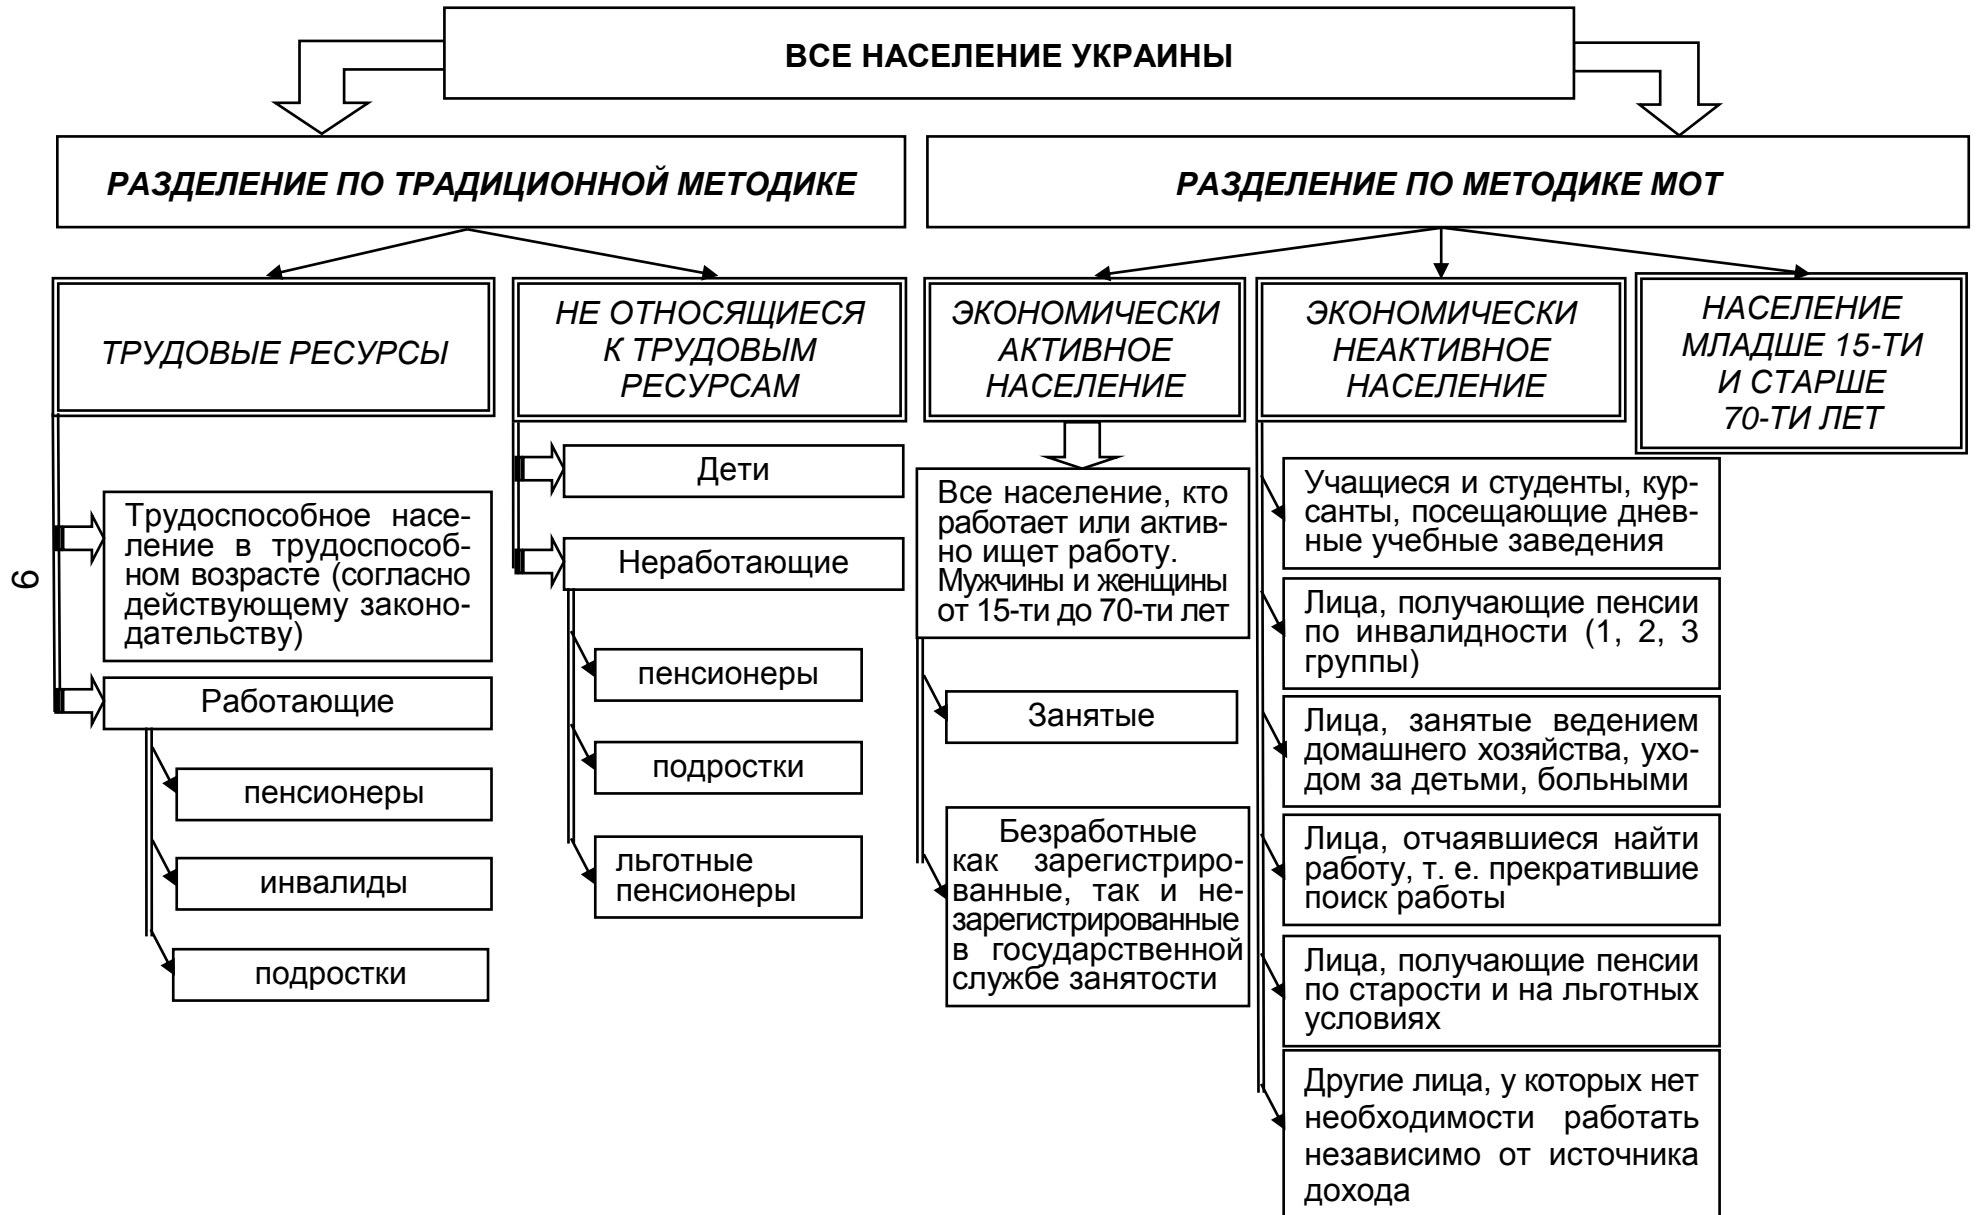 ВСЕ НАСЕЛЕНИЕ УКРАИНЫ
РАЗДЕЛЕНИЕ ПО ТРАДИЦИОННОЙ МЕТОДИКЕ
ТРУДОВЫЕ РЕСУРСЫ
Трудоспособное насе-
ление в трудоспособ-
ном возрасте (согласно
действующему законо-
дательству)
Работающие
пенсионеры
инвалиды
подростки
НЕ ОТНОСЯЩИЕСЯ
К ТРУДОВЫМ
РЕСУРСАМ
Дети
Неработающие
пенсионеры
подростки
льготные
пенсионеры
РАЗДЕЛЕНИЕ ПО МЕТОДИКЕ МОТ
ЭКОНОМИЧЕСКИ
АКТИВНОЕ
НАСЕЛЕНИЕ
Все население, кто
работает или актив-
но ищет работу.
Мужчины и женщины
от 15-ти до 70-ти лет
Занятые
Безработные
как зарегистриро-
ванные, так и не-
зарегистрированные
в государственной
службе занятости
ЭКОНОМИЧЕСКИ
НЕАКТИВНОЕ
НАСЕЛЕНИЕ
Учащиеся и студенты, кур-
санты, посещающие днев-
ные учебные заведения
Лица, получающие пенсии
по инвалидности (1, 2, 3
группы)
Лица, занятые ведением
домашнего хозяйства, ухо-
дом за детьми, больными
Лица, отчаявшиеся найти
работу, т. е. прекратившие
поиск работы
Лица, получающие пенсии
по старости и на льготных
условиях
Другие лица, у которых нет
необходимости работать
независимо от источника
дохода
НАСЕЛЕНИЕ
МЛАДШЕ 15-ТИ
И СТАРШЕ
70-ТИ ЛЕТ
6